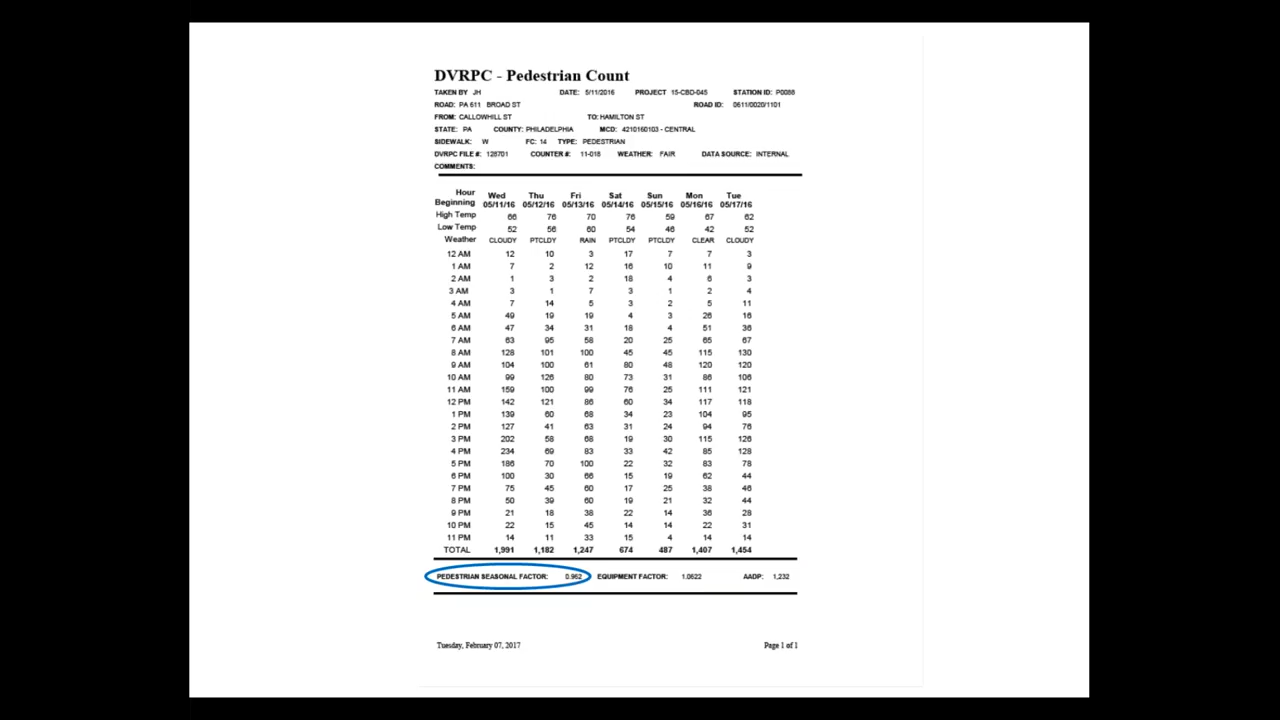 DVRPC - Pedestrian Count
TAKEN BY JH DATE: 5/11/2016 PROJECT 15-CBD-045 STATION ID: P0088
ROAD: PA 611 BROAD ST ROAD ID: 0611/0020/1101
FROM: CALLOWHILL ST TO: HAMILTON ST
STATE: PA COUNTY: PHILADELPHIA MCD: 4210160103 - CENTRAL
SIDEWALK: W FC: 14 TYPE: PEDESTRIAN
DVRPC FILE #: 128701 COUNTER #: 11-018 WEATHER: FAIR DATA SOURCE: INTERNAL
COMMENTS:
Hour Wed Thu Fri Sat Sun Mon Tue
Beginning 05/11/16 05/12/16 05/13/16 05/14/16 05/15/16 05/16/16 05/17/16
High Temp 66 76 70 76 59 67 62
Low Temp 52 56 60 54 46 42 52
Weather CLOUDY PTCLDY RAIN PTCLDY PTCLDY CLEAR CLOUDY
12 AM 12 10 3 17 7 7 3
1 AM 7 2 12 16 10 11 9
2 AM 1 3 2 18 4 6 3
3 AM 3 1 7 3 1 2 4
4 AM 7 14 5 3 2 5 11
5 AM 49 19 19 4 3 26 16
6 AM 47 34 31 18 4 51 36
7 AM 63 95 58 20 25 65 67
8 AM 128 101 100 45 45 115 130
9 AM 104 100 61 80 48 120 120
10 AM 99 126 80 73 31 86 106
11 AM 159 100 99 76 25 111 121
12 PM 142 121 86 60 34 117 118
1 PM 139 60 68 34 23 104 95
2 PM 127 41 63 31 24 94 76
3 PM 202 58 68 19 30 115 126
4 PM 234 69 83 33 42 85 128
5 PM 186 70 100 22 32 83 78
6 PM 100 30 66 15 19 62 44
7 PM 75 45 60 17 25 38 46
8 PM 50 39 60 19 21 32 44
9 PM 21 18 38 22 14 36 28
10 PM 22 15 45 14 14 22 31
11 PM 14 11 33 15 4 14 14
TOTAL 1,991 1,182 1,247 674 487 1,407 1,454
PEDESTRIAN SEASONAL FACTOR: 0.962 EQUIPMENT FACTOR: 1.0622 AADP: 1,232
Tuesday, February 07, 2017 Page 1 of 1